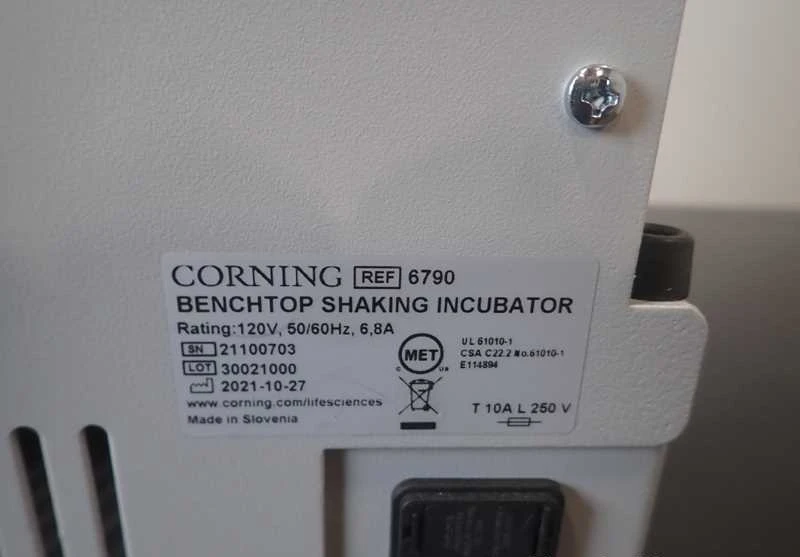 CORNING REF 6790
BENCHTOP SHAKING INCUBATOR
Rating:120V, 50/60Hz, 6,8A
SN 21100703
LOT 30021000
2021-10-27
www.corning.com/lifesciences
Made in Slovenia
MET
C US
UL 61010-1
CSA C22.2 No.61010-1
E114894
T 10A L 250 V